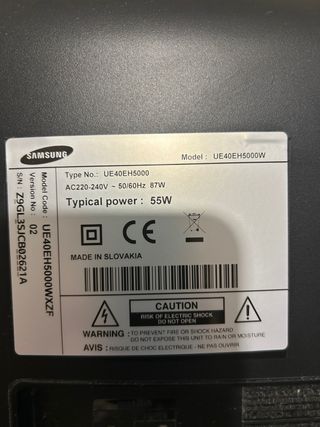 SAMSUNG
Model : UE40EH5000W
Type No.: UE40EH5000
AC220-240V ~ 50/60Hz 87W
Typical power : 55W
CE
MADE IN SLOVAKIA
Model Code : UE40EH5000WXZF
Version No : 02
S/N : Z9GL3SJCB02621A
CAUTION
RISK OF ELECTRIC SHOCK
DO NOT OPEN
WARNING : TO PREVENT FIRE OR SHOCK HAZARD
DO NOT EXPOSE THIS UNIT TO RAIN OR MOISTURE
AVIS : RISQUE DE CHOC ELECTRIQUE - NE PAS OUVRIR